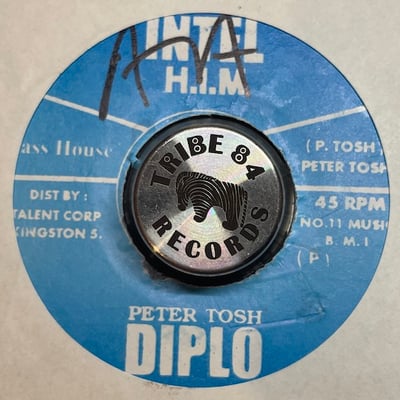 INTEL
H.I.M
ass House
( P. TOSH )
PETER TOSH
DIST BY :
TALENT CORP
KINGSTON 5.
45 RPM
NO.11 MUSI
B. M. I
( P )
TRIBE 84
RECORDS
PETER TOSH
DIPLO